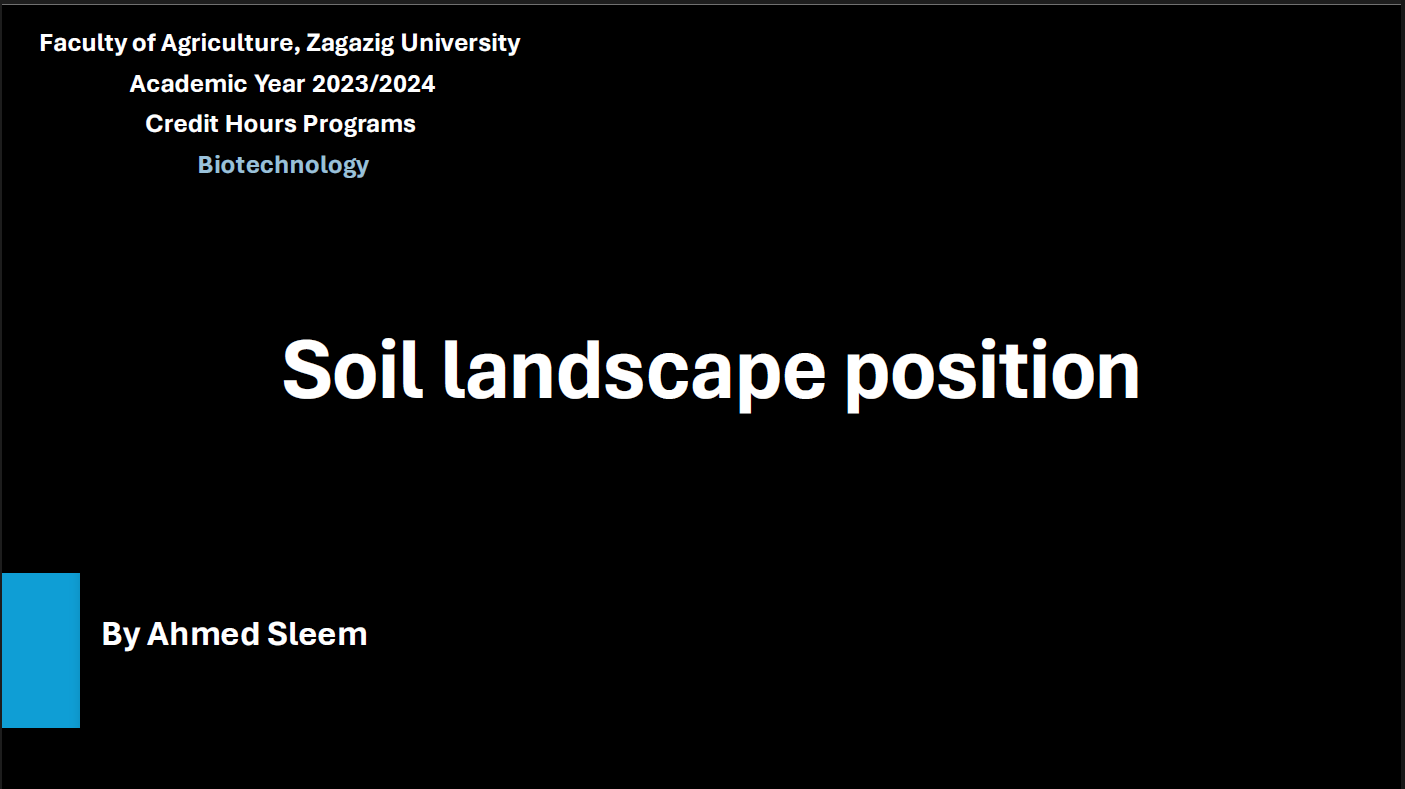 Faculty of Agriculture, Zagazig University
Academic Year 2023/2024
Credit Hours Programs
Biotechnology
Soil landscape position
By Ahmed Sleem